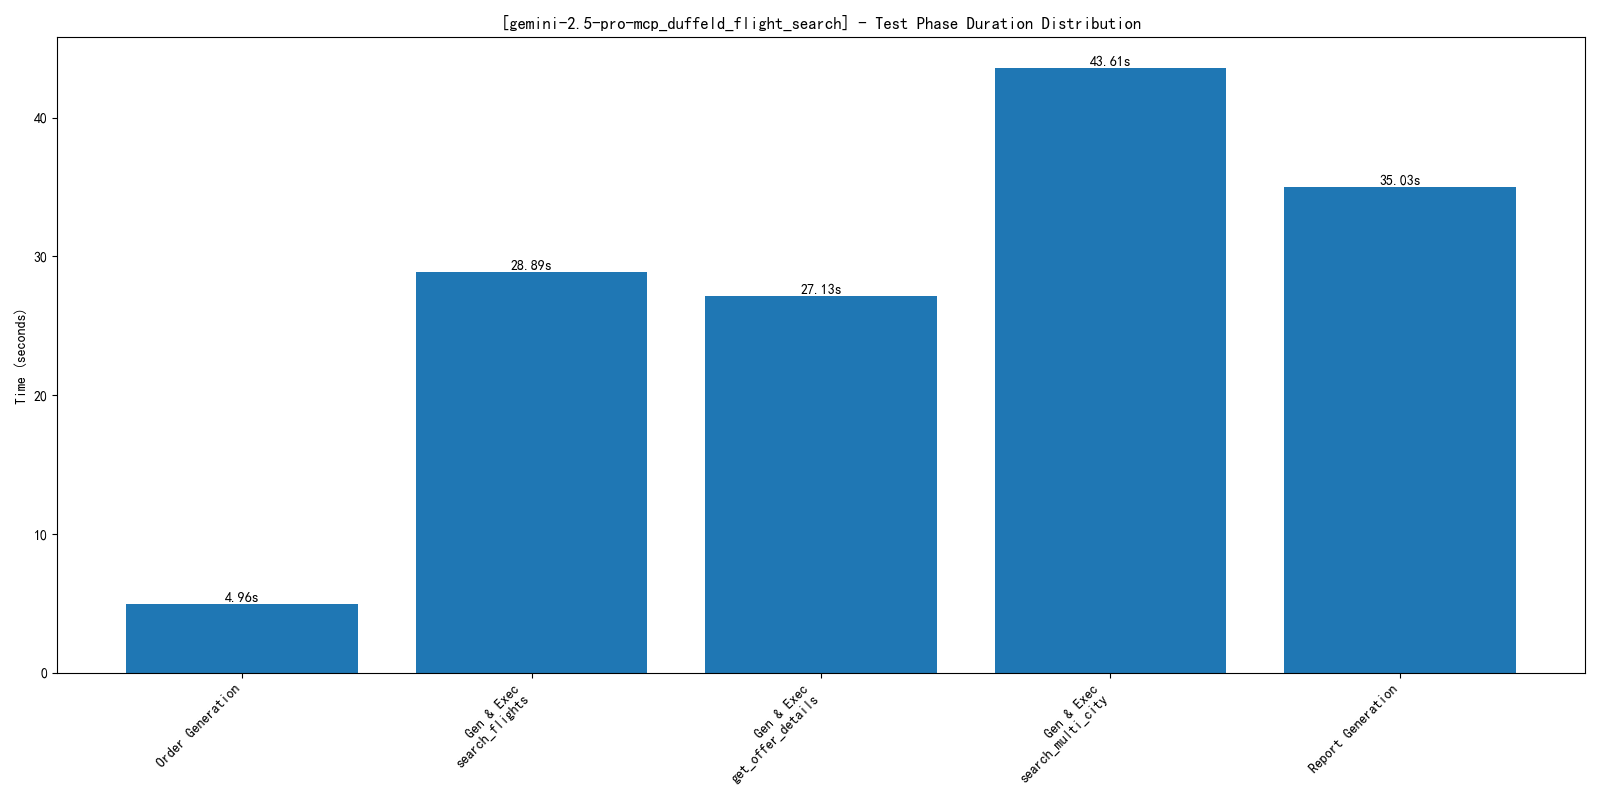 [gemini-2.5-pro-mcp_duffeld_flight_search] - Test Phase Duration Distribution
Time (seconds)
40
30
20
10
0
4.96s
28.89s
27.13s
43.61s
35.03s
Order Generation
Gen & Exec
search_flights
Gen & Exec
get_offer_details
Gen & Exec
search_multi_city
Report Generation